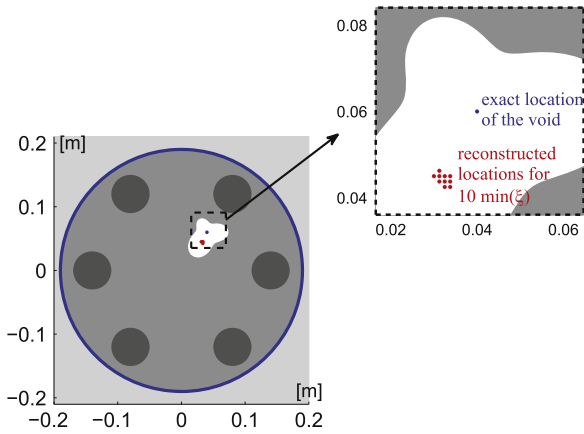 0.08
0.06
0.04
0.02
0.04
0.06
exact location
of the void
reconstructed
locations for
10 min(ξ)
0.2
0.1
0
−0.1
−0.2
[m]
[m]
−0.2
−0.1
0
0.1
0.2